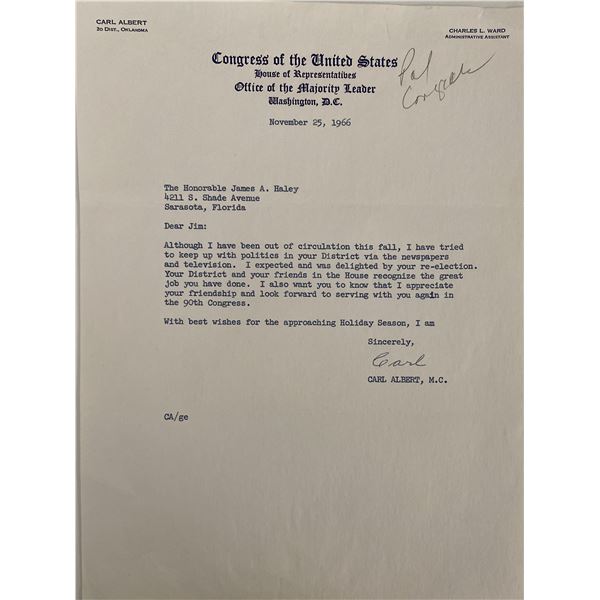 CARL ALBERT
2D DIST., OKLAHOMA
CHARLES L. WARD
ADMINISTRATIVE ASSISTANT
Congress of the United States
House of Representatives
Office of the Majority Leader
Washington, D.C.
November 25, 1966
The Honorable James A. Haley
4211 S. Shade Avenue
Sarasota, Florida
Dear Jim:
Although I have been out of circulation this fall, I have tried
to keep up with politics in your District via the newspapers
and television. I expected and was delighted by your re-election.
Your District and your friends in the House recognize the great
job you have done. I also want you to know that I appreciate
your friendship and look forward to serving with you again in
the 90th Congress.
With best wishes for the approaching Holiday Season, I am
Sincerely,
Carl
CARL ALBERT, M.C.
CA/ge